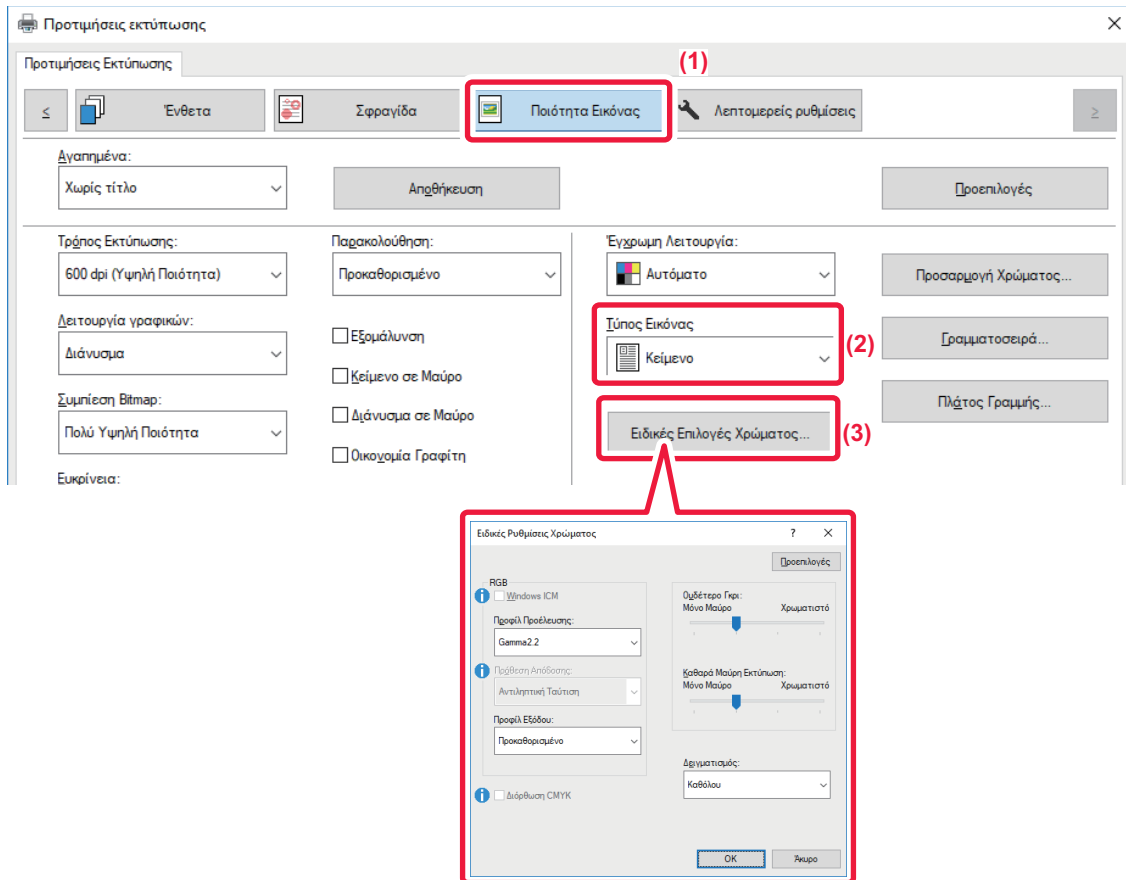 Προτιμήσεις εκτύπωσης
Προτιμήσεις Εκτύπωσης
(1)
≤
Ένθετα
Σφραγίδα
Ποιότητα Εικόνας
Λεπτομερείς ρυθμίσεις
≥
Αγαπημένα:
Χωρίς τίτλο
Αποθήκευση
Προεπιλογές
Τρόπος Εκτύπωσης:
600 dpi (Υψηλή Ποιότητα)
Παρακολούθηση:
Προκαθορισμένο
Έγχρωμη Λειτουργία:
Αυτόματο
Προσαρμογή Χρώματος...
Λειτουργία γραφικών:
Διάνυσμα
Εξομάλυνση
Τύπος Εικόνας
Κείμενο
(2)
Γραμματοσειρά...
Κείμενο σε Μαύρο
Συμπίεση Bitmap:
Πολύ Υψηλή Ποιότητα
Διάνυσμα σε Μαύρο
Ειδικές Επιλογές Χρώματος...
(3)
Πλάτος Γραμμής...
Οικονομία Γραφίτη
Ευκρίνεια:
Ειδικές Ρυθμίσεις Χρώματος
?
Προεπιλογές
RGB
Windows ICM
Προφίλ Προέλευσης:
Gamma2.2
Πρόθεση Απόδοσης:
Αντιληπτική Ταύτιση
Προφίλ Εξόδου:
Προκαθορισμένο
Διόρθωση CMYK
Ουδέτερο Γκρι:
Μόνο Μαύρο Χρωματιστό
Καθαρά Μαύρη Εκτύπωση:
Μόνο Μαύρο Χρωματιστό
Δειγματισμός:
Καθόλου
OK
Άκυρο